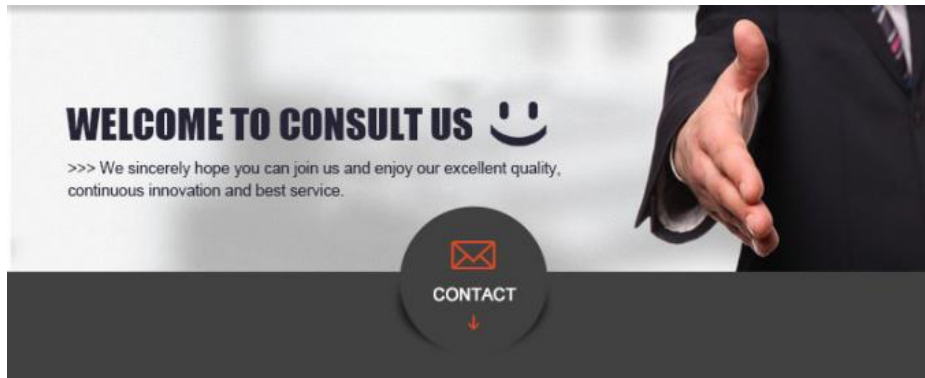 WELCOME TO CONSULT US
>>> We sincerely hope you can join us and enjoy our excellent quality,
continuous innovation and best service.
CONTACT